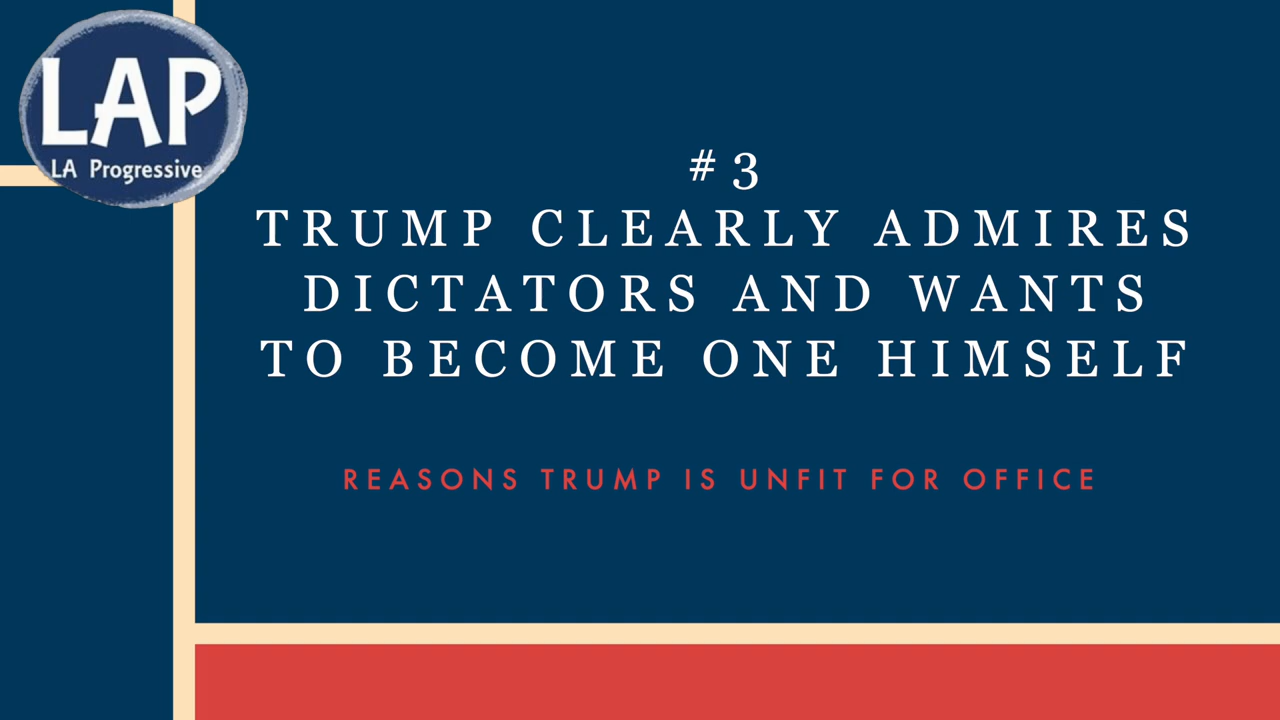 LAP
LA Progressive
#3
TRUMP CLEARLY ADMIRES
DICTATORS AND WANTS
TO BECOME ONE HIMSELF
REASONS TRUMP IS UNFIT FOR OFFICE